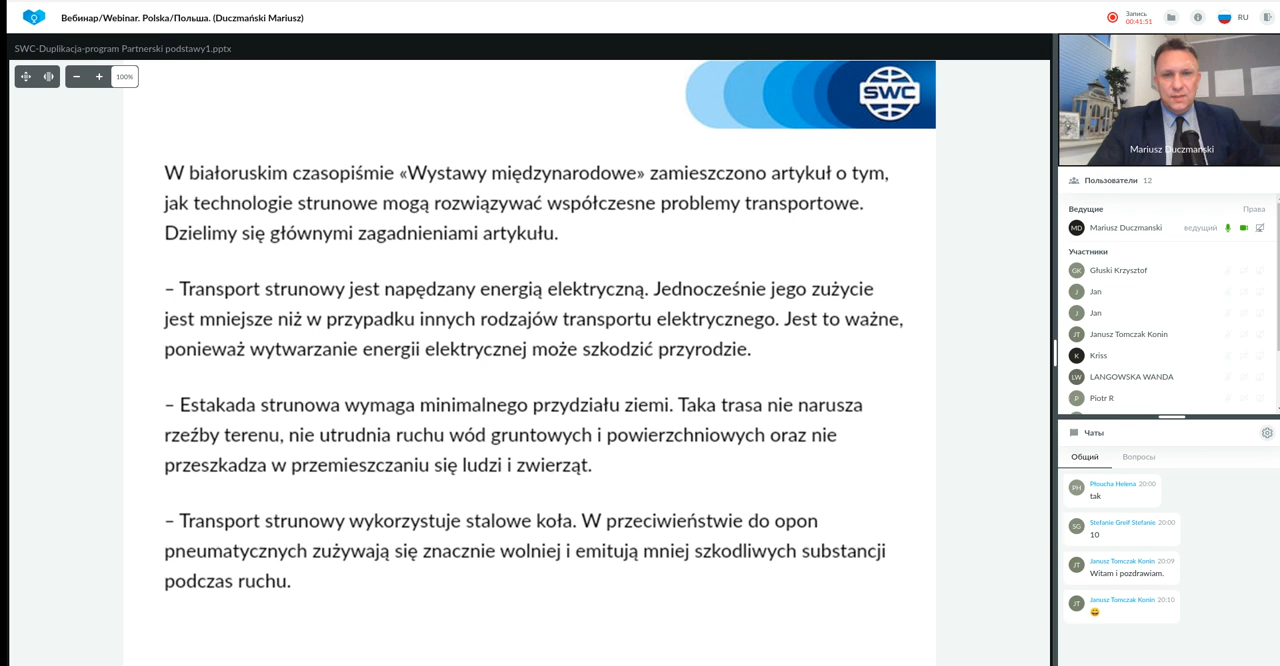 Вебинар/Webinar. Polska/Польша. (Duczmański Mariusz)
Запись
00:41:51
RU
SWC-Duplikacja-program Partnerski podstawy1.pptx
100%
SWC
W białoruskim czasopiśmie «Wystawy międzynarodowe» zamieszczono artykuł o tym,
jak technologie strunowe mogą rozwiązywać współczesne problemy transportowe.
Dzielimy się głównymi zagadnieniami artykułu.
– Transport strunowy jest napędzany energią elektryczną. Jednocześnie jego zużycie
jest mniejsze niż w przypadku innych rodzajów transportu elektrycznego. Jest to ważne,
ponieważ wytwarzanie energii elektrycznej może szkodzić przyrodzie.
– Estakada strunowa wymaga minimalnego przydziału ziemi. Taka trasa nie narusza
rzeźby terenu, nie utrudnia ruchu wód gruntowych i powierzchniowych oraz nie
przeszkadza w przemieszczaniu się ludzi i zwierząt.
– Transport strunowy wykorzystuje stalowe koła. W przeciwieństwie do opon
pneumatycznych zużywają się znacznie wolniej i emitują mniej szkodliwych substancji
podczas ruchu.
Mariusz Duczmanski
Пользователи 12
Ведущие Права
MD Mariusz Duczmanski ведущий
Участники
GK Głuski Krzysztof
J Jan
J Jan
JT Janusz Tomczak Konin
K Kriss
LW LANGOWSKA WANDA
P Piotr R
Чаты
Общий Вопросы
PH Płoucha Helena 20:00
tak
SG Stefanie Greif Stefanie 20:00
10
JT Janusz Tomczak Konin 20:09
Witam i pozdrawiam.
JT Janusz Tomczak Konin 20:10
😄